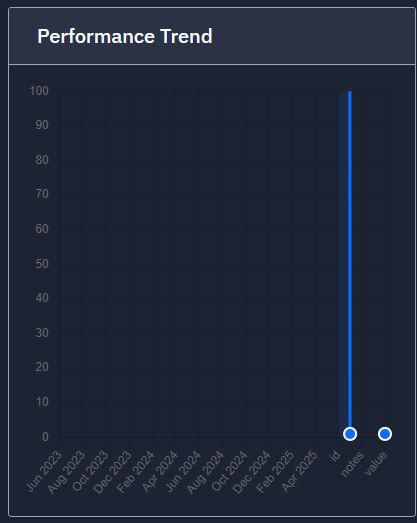 Performance Trend
100
90
80
70
60
50
40
30
20
10
0
Jun 2023
Aug 2023
Oct 2023
Dec 2023
Feb 2024
Apr 2024
Jun 2024
Aug 2024
Oct 2024
Dec 2024
Feb 2025
Apr 2025
id
notes
value